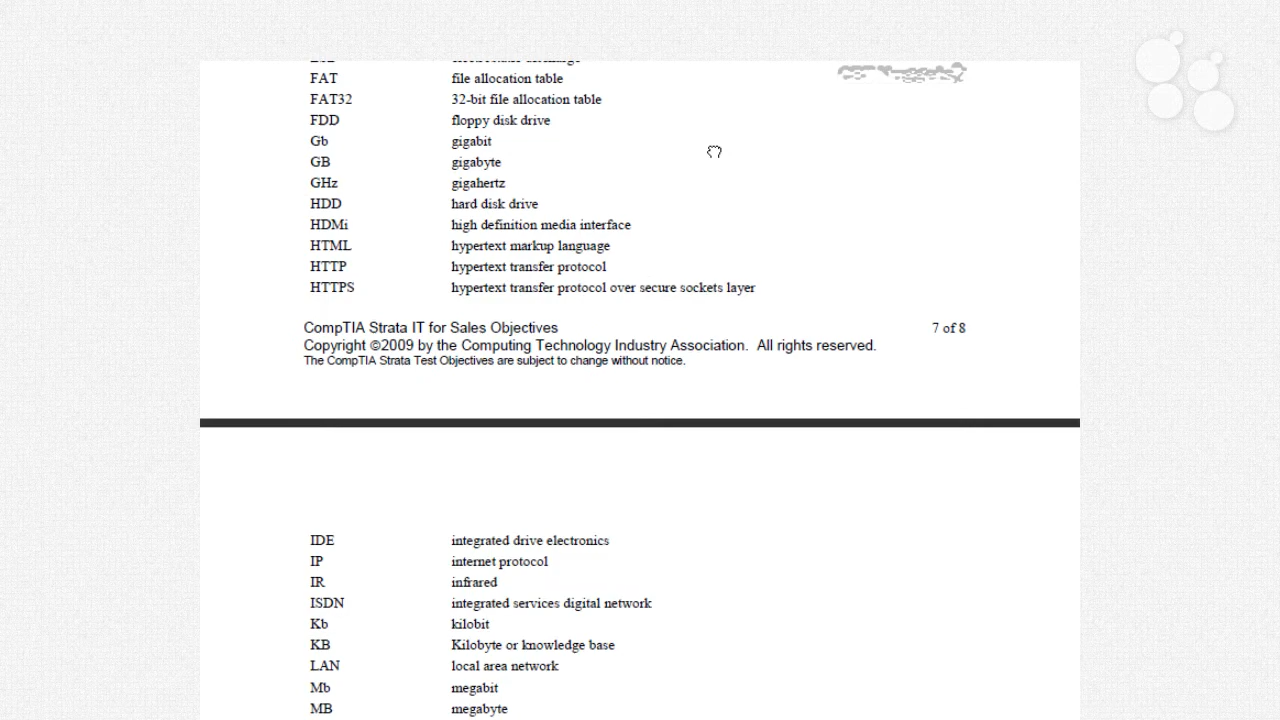 FAT file allocation table
FAT32 32-bit file allocation table
FDD floppy disk drive
Gb gigabit
GB gigabyte
GHz gigahertz
HDD hard disk drive
HDMi high definition media interface
HTML hypertext markup language
HTTP hypertext transfer protocol
HTTPS hypertext transfer protocol over secure sockets layer
CompTIA Strata IT for Sales Objectives 7 of 8
Copyright ©2009 by the Computing Technology Industry Association. All rights reserved.
The CompTIA Strata Test Objectives are subject to change without notice.
IDE integrated drive electronics
IP internet protocol
IR infrared
ISDN integrated services digital network
Kb kilobit
KB Kilobyte or knowledge base
LAN local area network
Mb megabit
MB megabyte